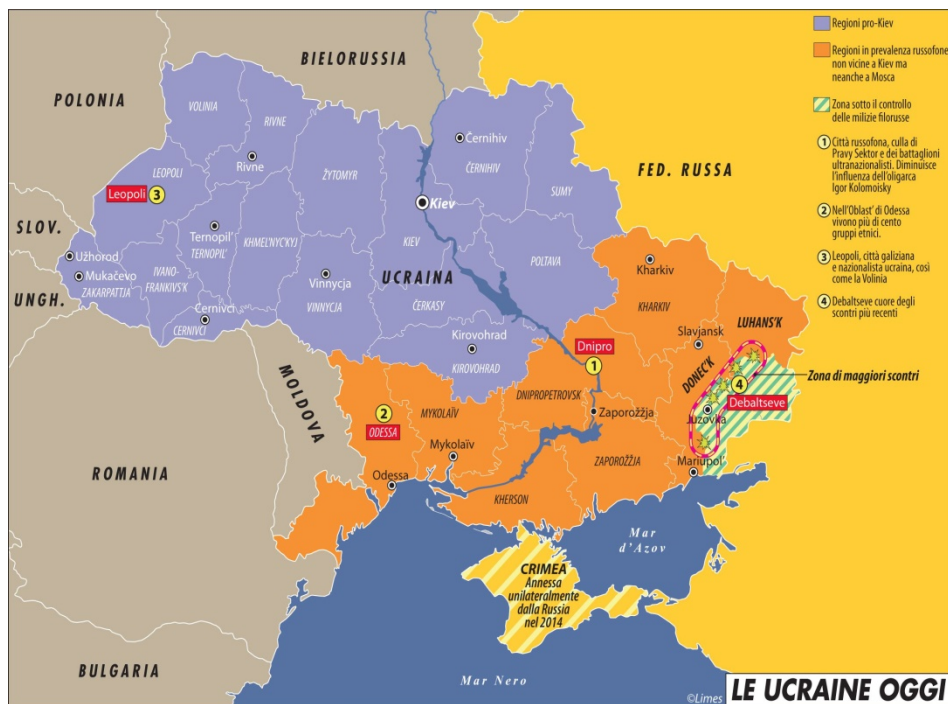 BIELORUSSIA
POLONIA
VOLINIA
RIVNE
Rivne
Černihiv
ČERNIHIV
SUMY
FED. RUSSA
LEOPOLI
Leopoli
3
ŽYTOMYR
Kiev
KIEV
SLOV.
Užhorod
Mukačevo
ZAKARPATTJA
UNGH.
Ternopil'
TERNOPIL'
KHMEL'NYC'KYJ
IVANO-
FRANKIVS'K
Černivci
ČERNIVCI
Vinnycja
VINNYCJA
UCRAINA
ČERKASY
POLTAVA
Kirovohrad
KIROVOHRAD
Kharkiv
KHARKIV
Slavjansk
LUHANS'K
DONEC'K
Zona di maggiori scontri
4
Debaltseve
Juzovka
Mariupol'
Dnipro
1
DNIPROPETROVSK
Zaporožžja
ZAPOROŽŽJA
MOLDOVA
2
ODESSA
MYKOLAÏV
Mykolaïv
Odessa
KHERSON
ROMANIA
BULGARIA
Mar
d'Azov
CRIMEA
Annessa
unilateralmente
dalla Russia
nel 2014
Mar Nero
Regioni pro-Kiev
Regioni in prevalenza russofone
non vicine a Kiev ma
neanche a Mosca
Zona sotto il controllo
delle milizie filorusse
1 Città russofona, culla di
Pravy Sektor e dei battaglioni
ultranazionalisti. Diminuisce
l'influenza dell'oligarca
Igor Kolomoisky
2 Nell'Oblast' di Odessa
vivono più di cento
gruppi etnici.
3 Leopoli, città galiziana
e nazionalista ucraina, così
come la Volinia
4 Debaltseve cuore degli
scontri più recenti
©Limes
LE UCRAINE OGGI